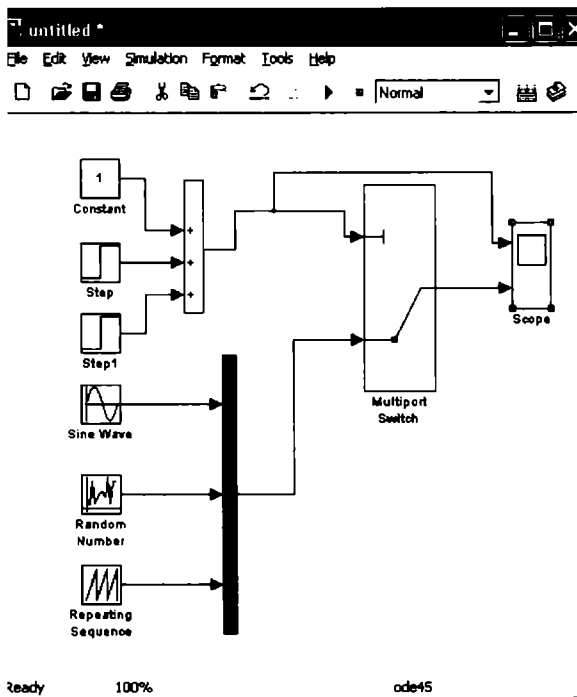 untitled *
File Edit View Simulation Format Tools Help
Normal
1
Constant
+
Step
+
+
Step1
Sine Wave
Random
Number
Repeating
Sequence
Multiport
Switch
Scope
Ready 100% ode45